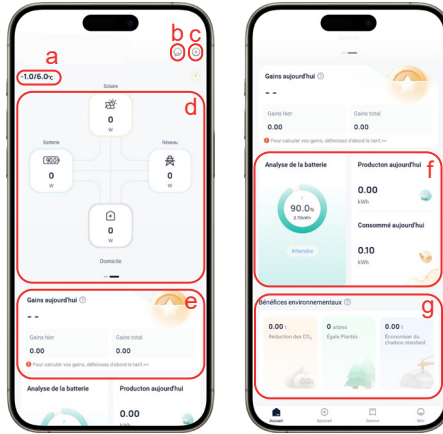 a
b
c
-1.0/6.0℃
d
Solaire
0
W
Batterie
Réseau
90.0%
0
W
0
W
0
W
Domicile
e
Gains aujourd'hui
- -
Gains hier
Gains total
0.00
0.00
Pour calculer vos gains, définissez d'abord le tarif.>>
Analyse de la batterie
Producton aujourd'hui
0.00
Gains aujourd'hui
- -
Gains hier
Gains total
0.00
0.00
Pour calculer vos gains, définissez d'abord le tarif.>>
Analyse de la batterie
Producton aujourd'hui
f
0.00
kWh
90.0%
Consommé aujourd'hui
0.10
kWh
Attendre
Bénéfices environnementaux
g
0.00 t
0 arbres
0.00 t
Réduction des CO₂
Égale Plantés
Économiser du
charbon standard
CO₂
Accueil
Appareil
Service
Moi